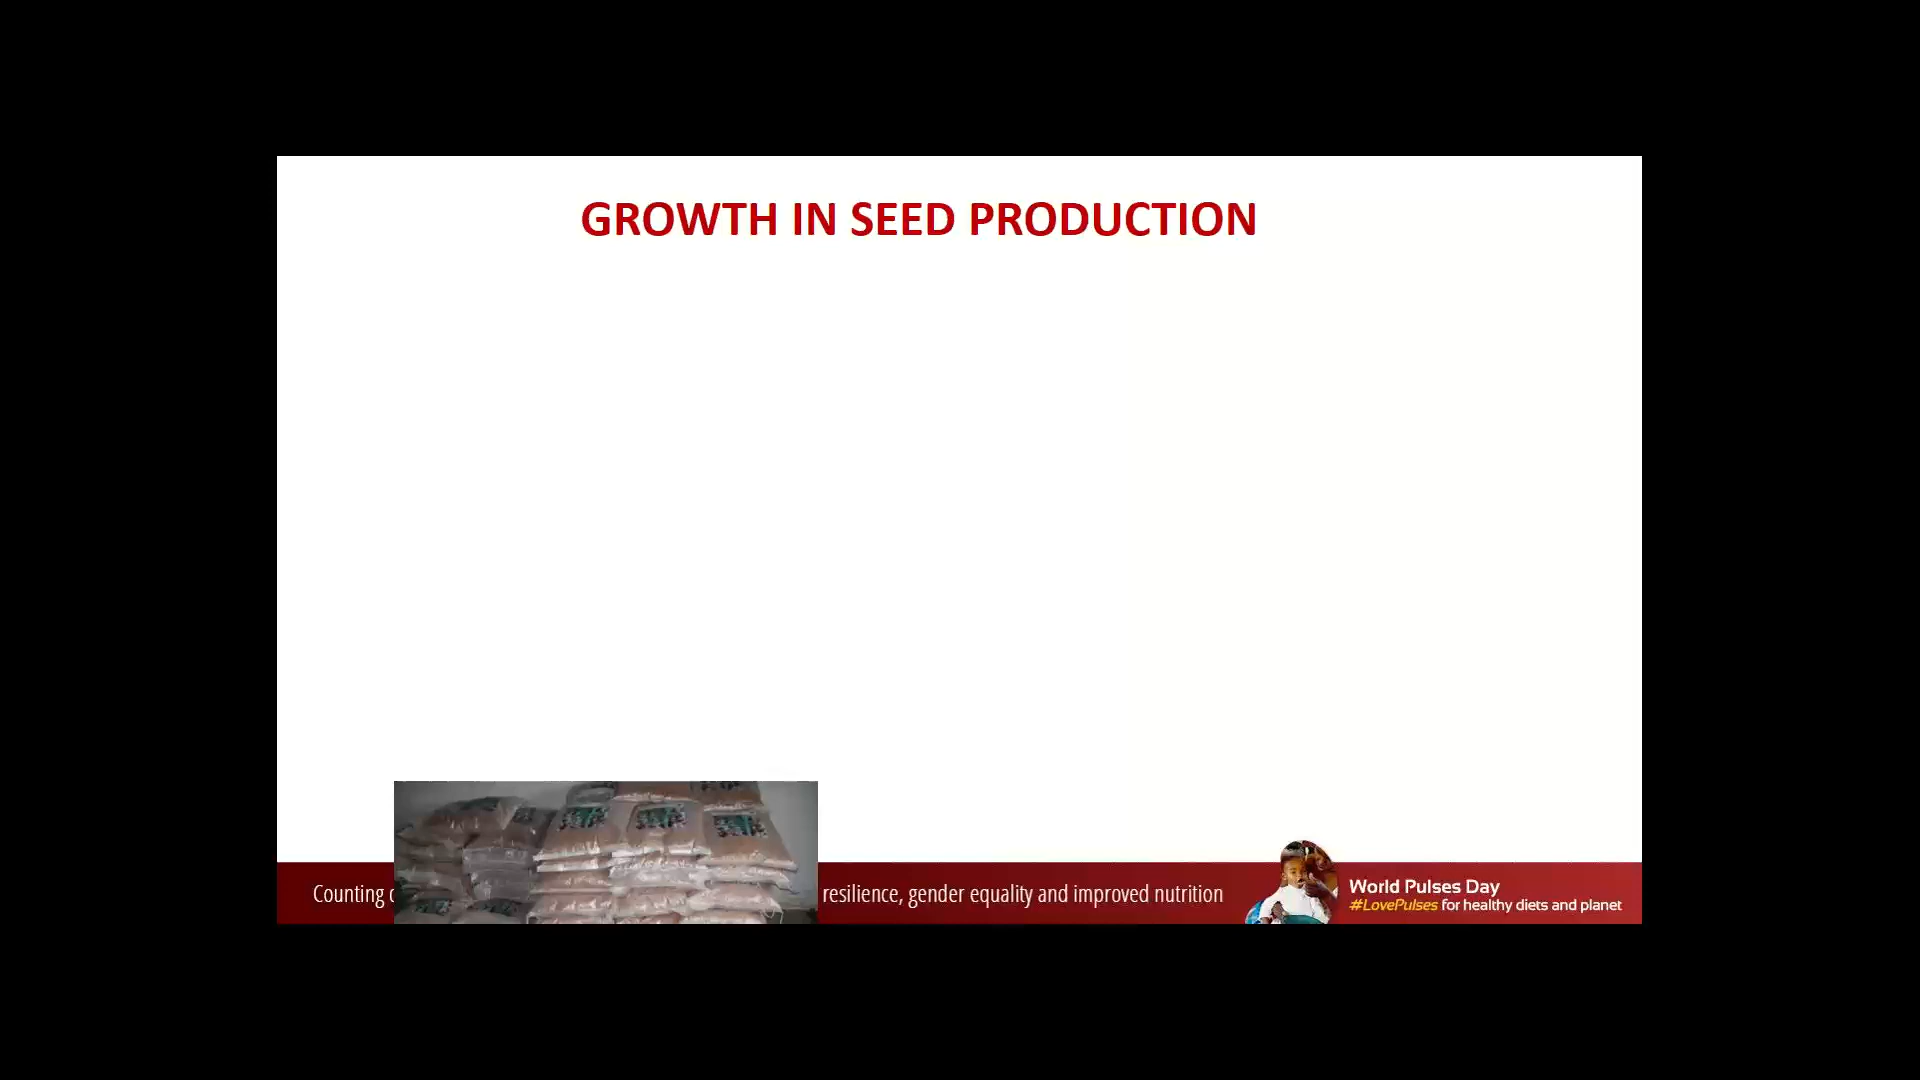 GROWTH IN SEED PRODUCTION
Counting
resilience, gender equality and improved nutrition
World Pulses Day
#LovePulses for healthy diets and planet